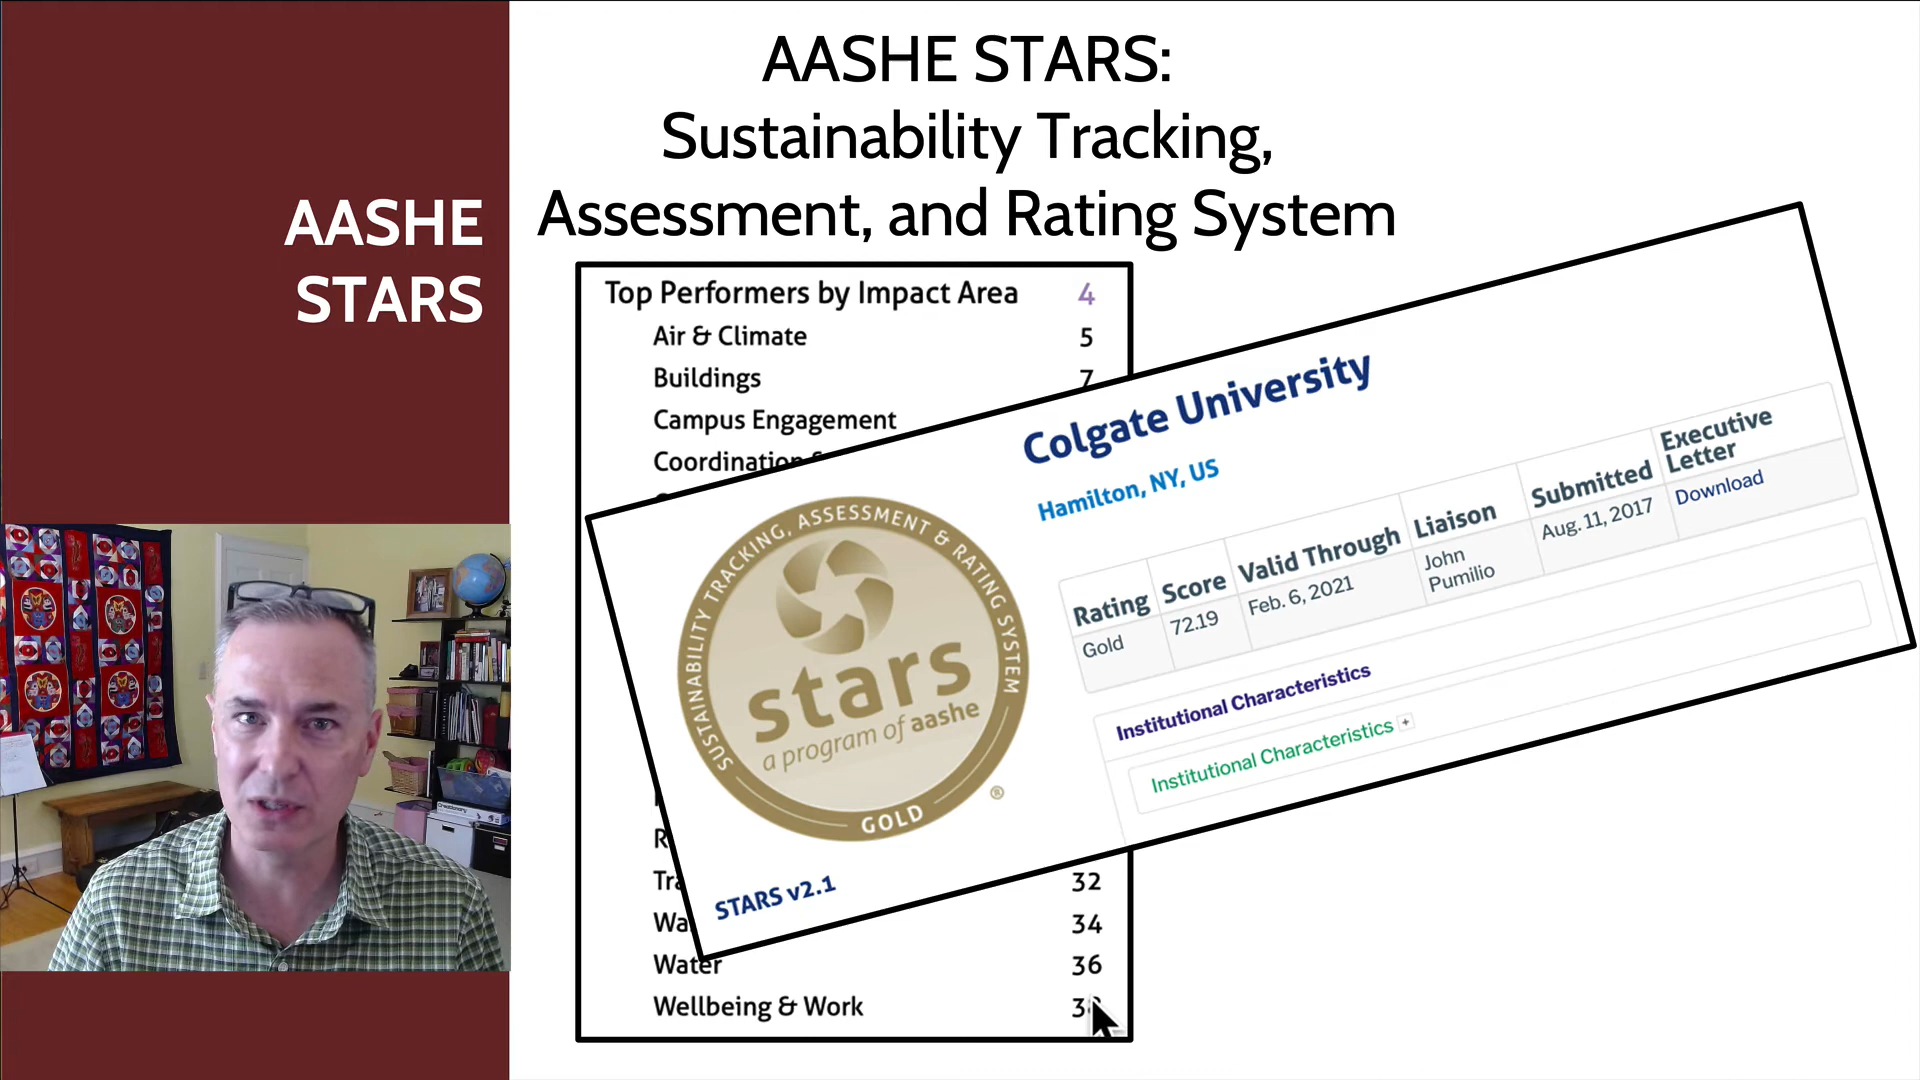 AASHE STARS:
Sustainability Tracking,
Assessment, and Rating System
AASHE
STARS
Top Performers by Impact Area 4
Air & Climate 5
Buildings 7
Campus Engagement
Coordination
32
34
Water 36
Wellbeing & Work
Colgate University
Hamilton, NY, US
Rating Score Valid Through Liaison Submitted Executive Letter
Gold 72.19 Feb. 6, 2021 John Pumilio Aug. 11, 2017 Download
Institutional Characteristics
Institutional Characteristics +
SUSTAINABILITY TRACKING, ASSESSMENT & RATING SYSTEM
stars
a program of aashe
GOLD
®
STARS v2.1